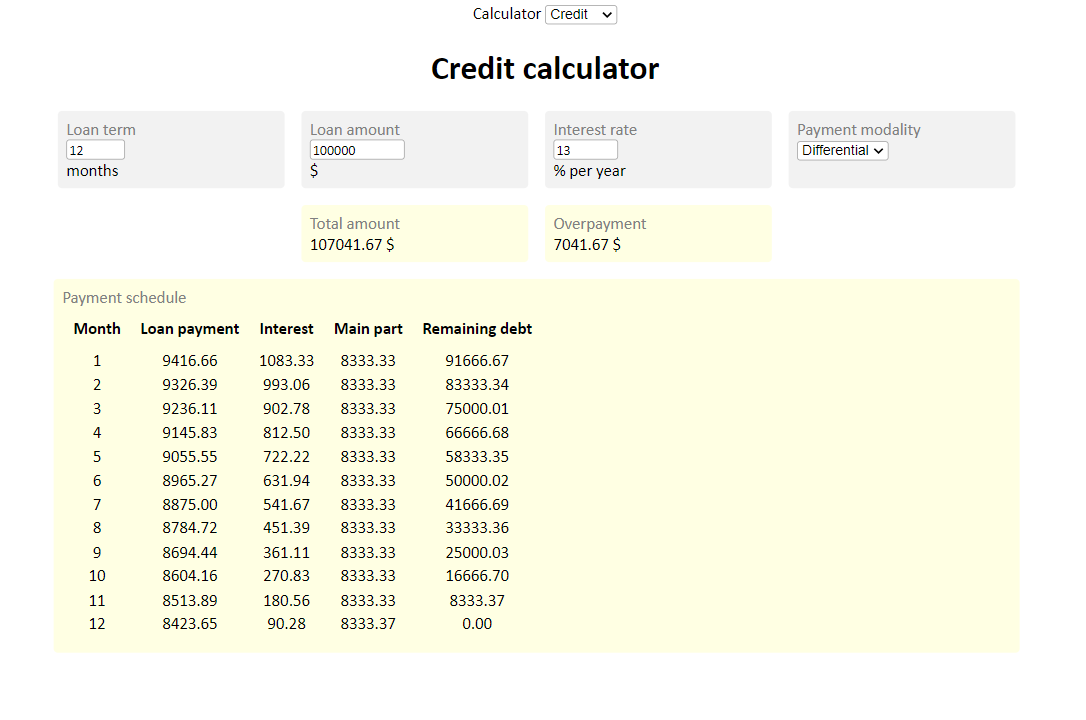 Calculator Credit
Credit calculator
Loan term
12
months
Loan amount
100000
$
Interest rate
13
% per year
Payment modality
Differential
Total amount
107041.67 $
Overpayment
7041.67 $
Payment schedule
Month Loan payment Interest Main part Remaining debt
1 9416.66 1083.33 8333.33 91666.67
2 9326.39 993.06 8333.33 83333.34
3 9236.11 902.78 8333.33 75000.01
4 9145.83 812.50 8333.33 66666.68
5 9055.55 722.22 8333.33 58333.35
6 8965.27 631.94 8333.33 50000.02
7 8875.00 541.67 8333.33 41666.69
8 8784.72 451.39 8333.33 33333.36
9 8694.44 361.11 8333.33 25000.03
10 8604.16 270.83 8333.33 16666.70
11 8513.89 180.56 8333.33 8333.37
12 8423.65 90.28 8333.37 0.00